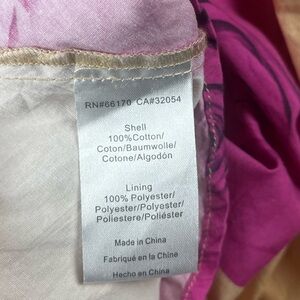 RN#66170 CA#32054
Shell
100%Cotton/
Coton/Baumwolle/
Cotone/Algodón
Lining
100% Polyester/
Polyester/Polyester/
Poliestere/Poliéster
Made in China
Fabriqué en la Chine
Hecho en China